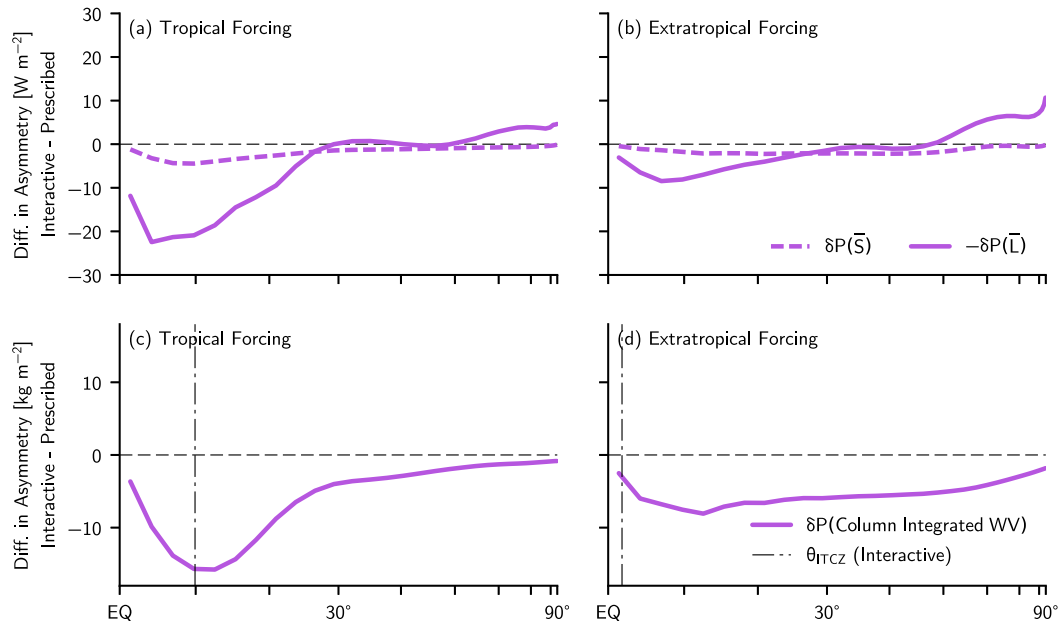 (a) Tropical Forcing
(b) Extratropical Forcing
Diff. in Asymmetry [W m⁻²]
Interactive - Prescribed
30
20
10
0
−10
−20
−30
δP(S̅)
−δP(L̅)
(c) Tropical Forcing
(d) Extratropical Forcing
Diff. in Asymmetry [kg m⁻²]
Interactive - Prescribed
10
0
−10
δP(Column Integrated WV)
θITCZ (Interactive)
EQ
30°
90°
EQ
30°
90°